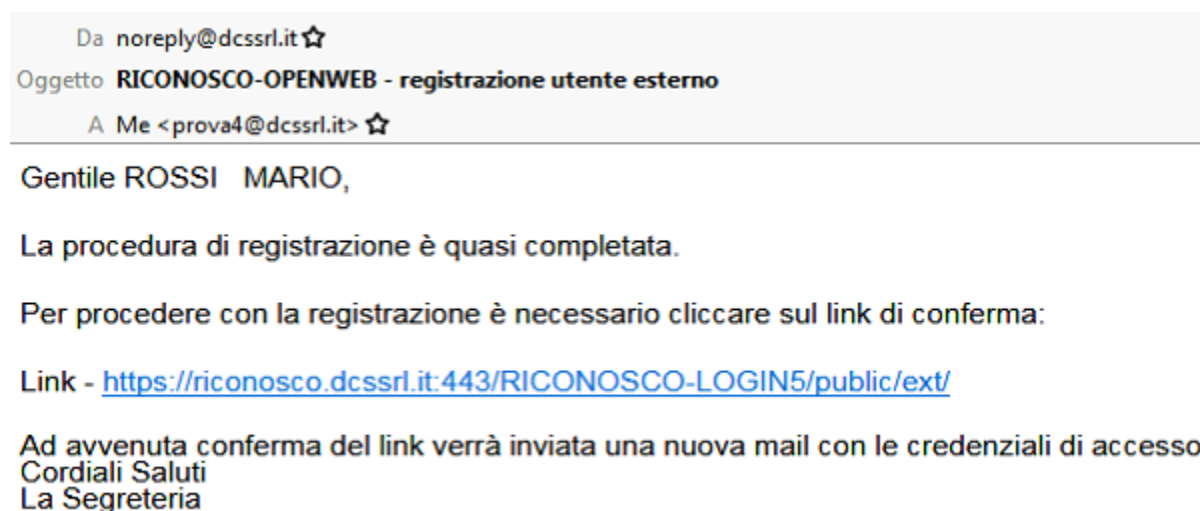 Da noreply@dcssrl.it
Oggetto RICONOSCO-OPENWEB - registrazione utente esterno
A Me <prova4@dcssrl.it>
Gentile ROSSI   MARIO,
La procedura di registrazione è quasi completata.
Per procedere con la registrazione è necessario cliccare sul link di conferma:
Link - https://riconosco.dcssrl.it:443/RICONOSCO-LOGIN5/public/ext/
Ad avvenuta conferma del link verrà inviata una nuova mail con le credenziali di accesso
Cordiali Saluti
La Segreteria